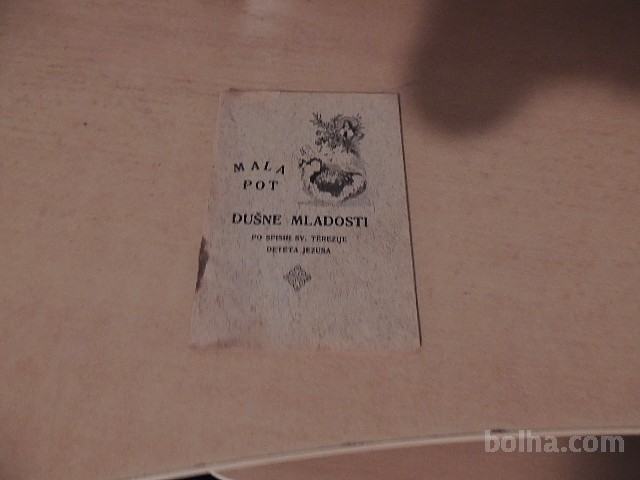 MALA
POT
DUŠNE MLADOSTI
PO SPISIH SV. TEREZIJE
DETETA JEZUSA
bolha.com